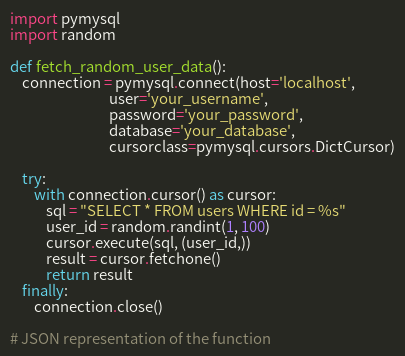 import pymysql
import random

def fetch_random_user_data():
    connection = pymysql.connect(host='localhost',
                                 user='your_username',
                                 password='your_password',
                                 database='your_database',
                                 cursorclass=pymysql.cursors.DictCursor)

    try:
        with connection.cursor() as cursor:
            sql = "SELECT * FROM users WHERE id = %s"
            user_id = random.randint(1, 100)
            cursor.execute(sql, (user_id,))
            result = cursor.fetchone()
            return result
    finally:
        connection.close()

# JSON representation of the function